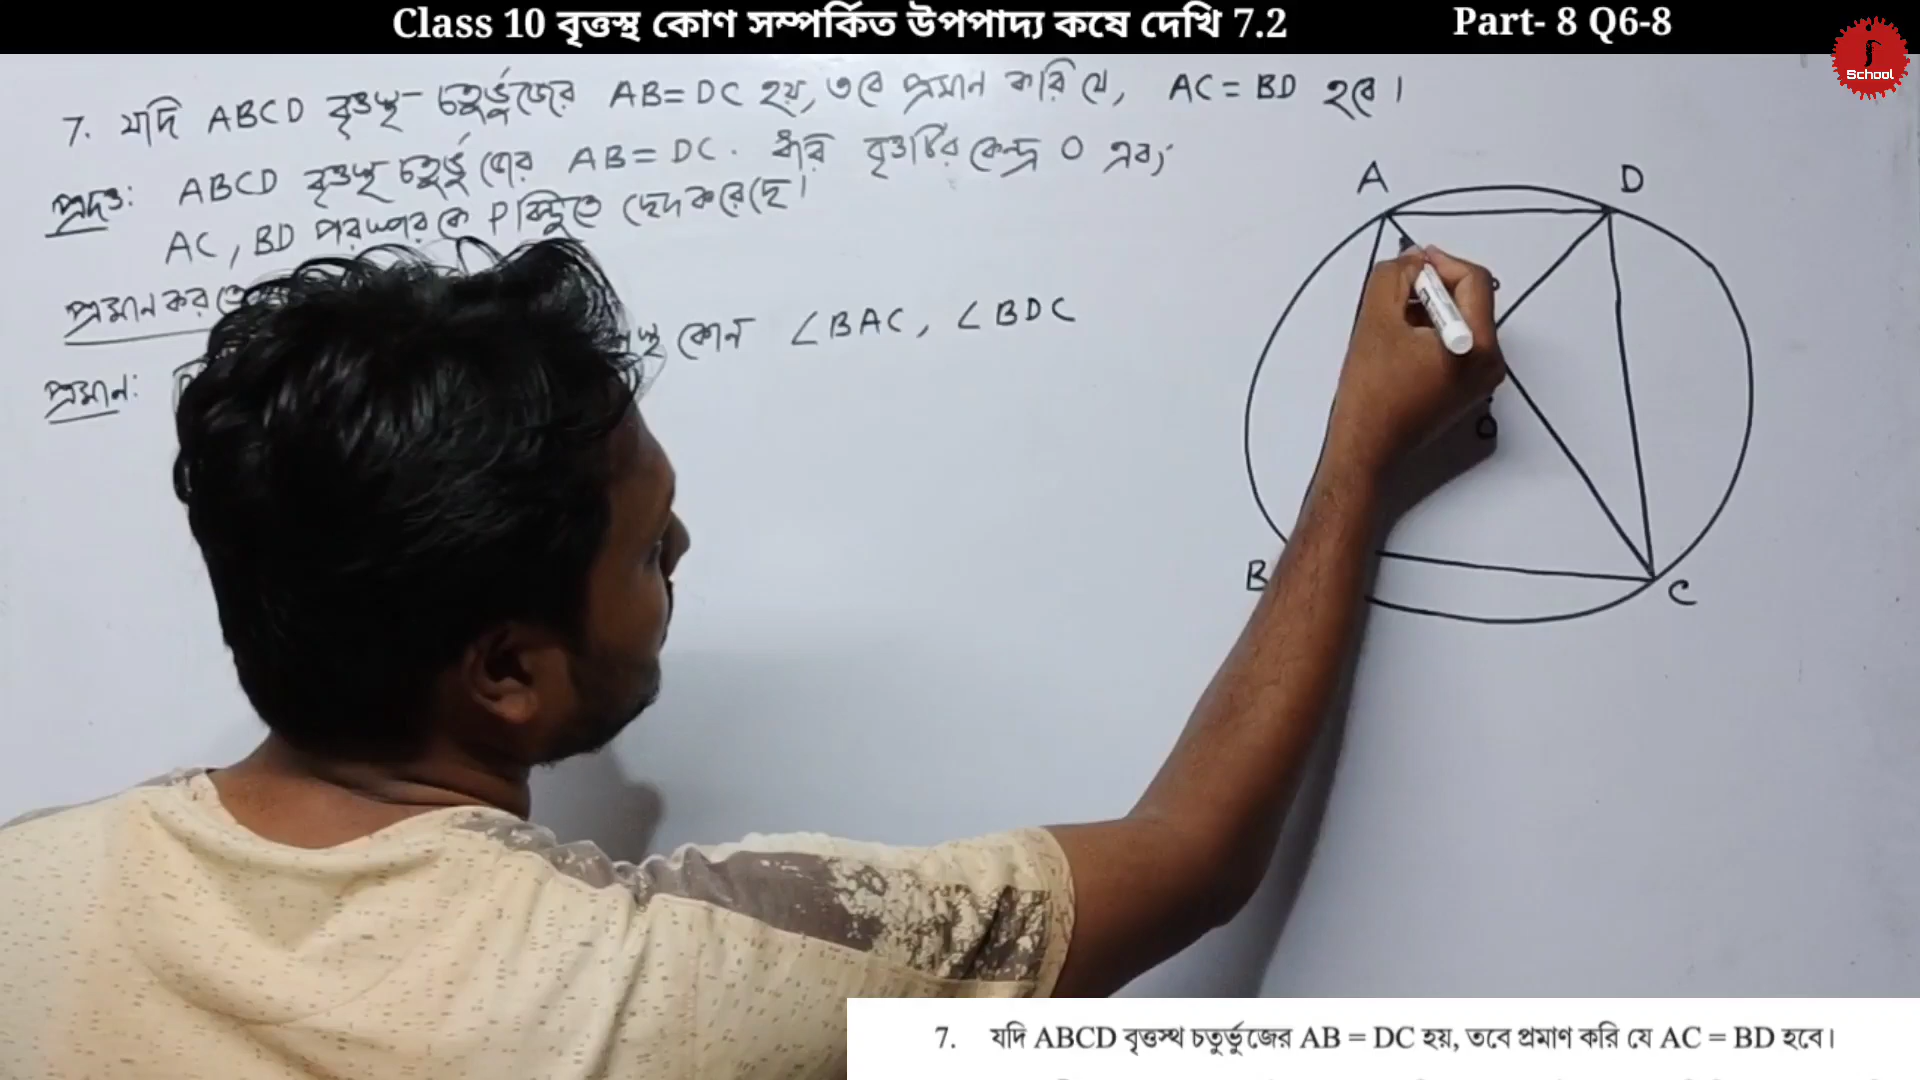 Class 10 বৃত্তস্থ কোণ সম্পর্কিত উপপাদ্য কষে দেখি 7.2 Part- 8 Q6-8
School
7. যদি ABCD বৃত্তস্থ চতুর্ভুজের AB = DC হয়, তবে প্রমান করি যে, AC = BD হবে।
প্রদত্ত: ABCD বৃত্তস্থ চতুর্ভুজের AB = DC. ধরি বৃত্তটির কেন্দ্র O এবং
AC, BD পরস্পরকে P বিন্দুতে ছেদ করেছে।
প্রমান করতে
কোন ∠BAC, ∠BDC
প্রমান:
A D
O
B C
7. যদি ABCD বৃত্তস্থ চতুর্ভুজের AB = DC হয়, তবে প্রমাণ করি যে AC = BD হবে।